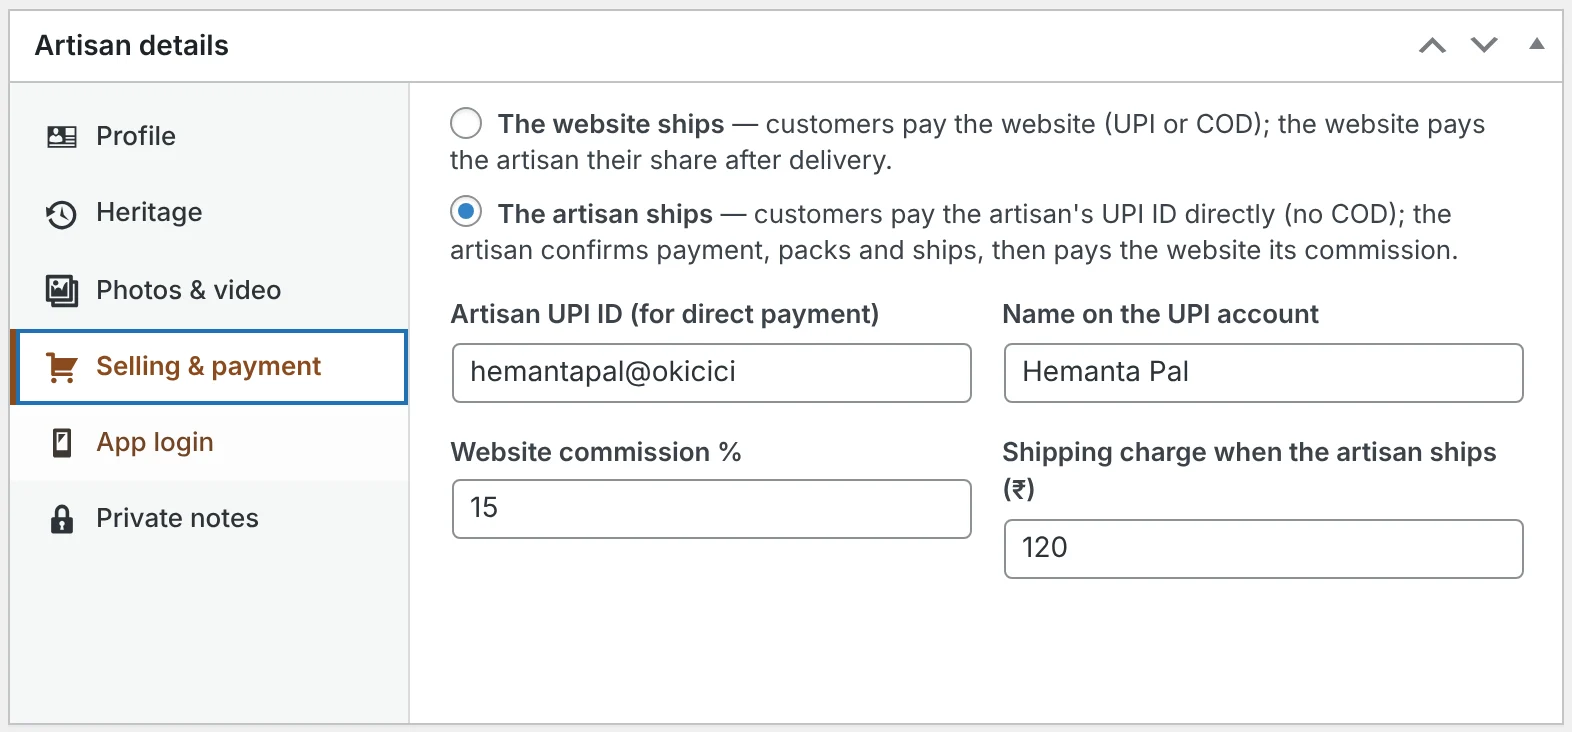 Artisan details
Profile
Heritage
Photos & video
Selling & payment
App login
Private notes
The website ships — customers pay the website (UPI or COD); the website pays
the artisan their share after delivery.
The artisan ships — customers pay the artisan's UPI ID directly (no COD); the
artisan confirms payment, packs and ships, then pays the website its commission.
Artisan UPI ID (for direct payment)
hemantapal@okicici
Name on the UPI account
Hemanta Pal
Website commission %
15
Shipping charge when the artisan ships
(₹)
120